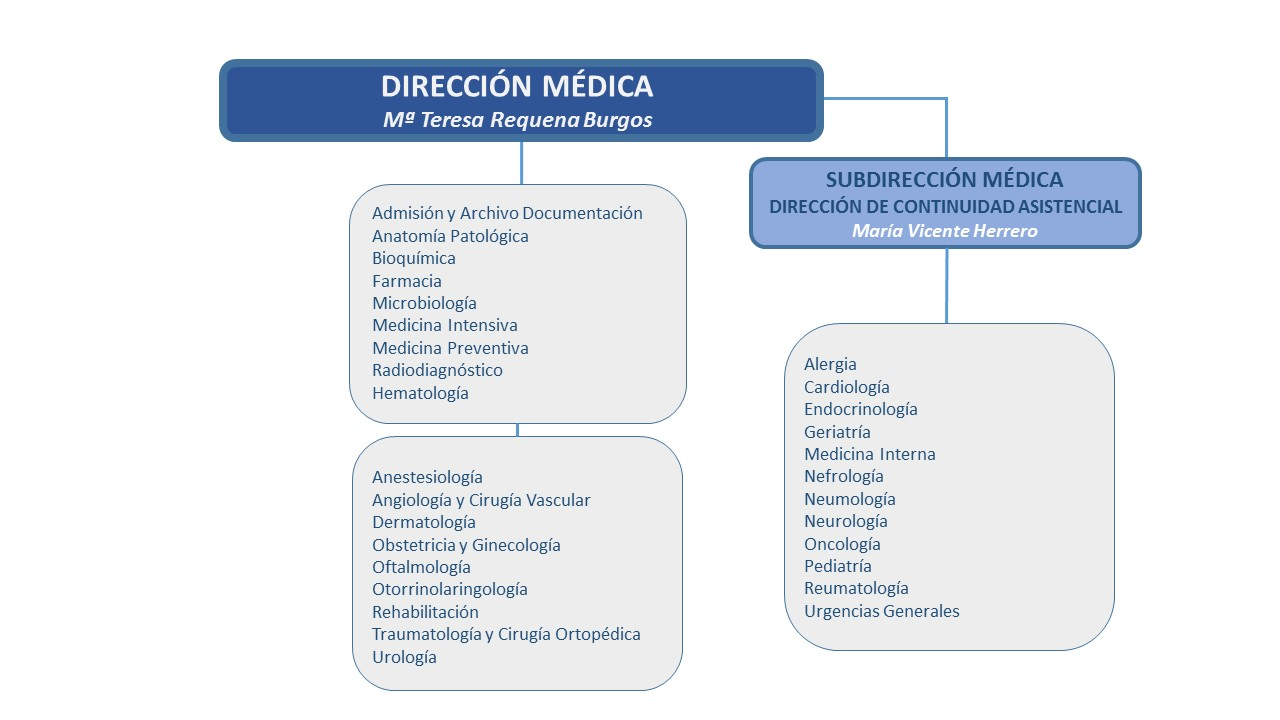 DIRECCIÓN MÉDICA
Mª Teresa Requena Burgos
SUBDIRECCIÓN MÉDICA
DIRECCIÓN DE CONTINUIDAD ASISTENCIAL
María Vicente Herrero
Admisión y Archivo Documentación
Anatomía Patológica
Bioquímica
Farmacia
Microbiología
Medicina Intensiva
Medicina Preventiva
Radiodiagnóstico
Hematología
Anestesiología
Angiología y Cirugía Vascular
Dermatología
Obstetricia y Ginecología
Oftalmología
Otorrinolaringología
Rehabilitación
Traumatología y Cirugía Ortopédica
Urología
Alergia
Cardiología
Endocrinología
Geriatría
Medicina Interna
Nefrología
Neumología
Neurología
Oncología
Pediatría
Reumatología
Urgencias Generales